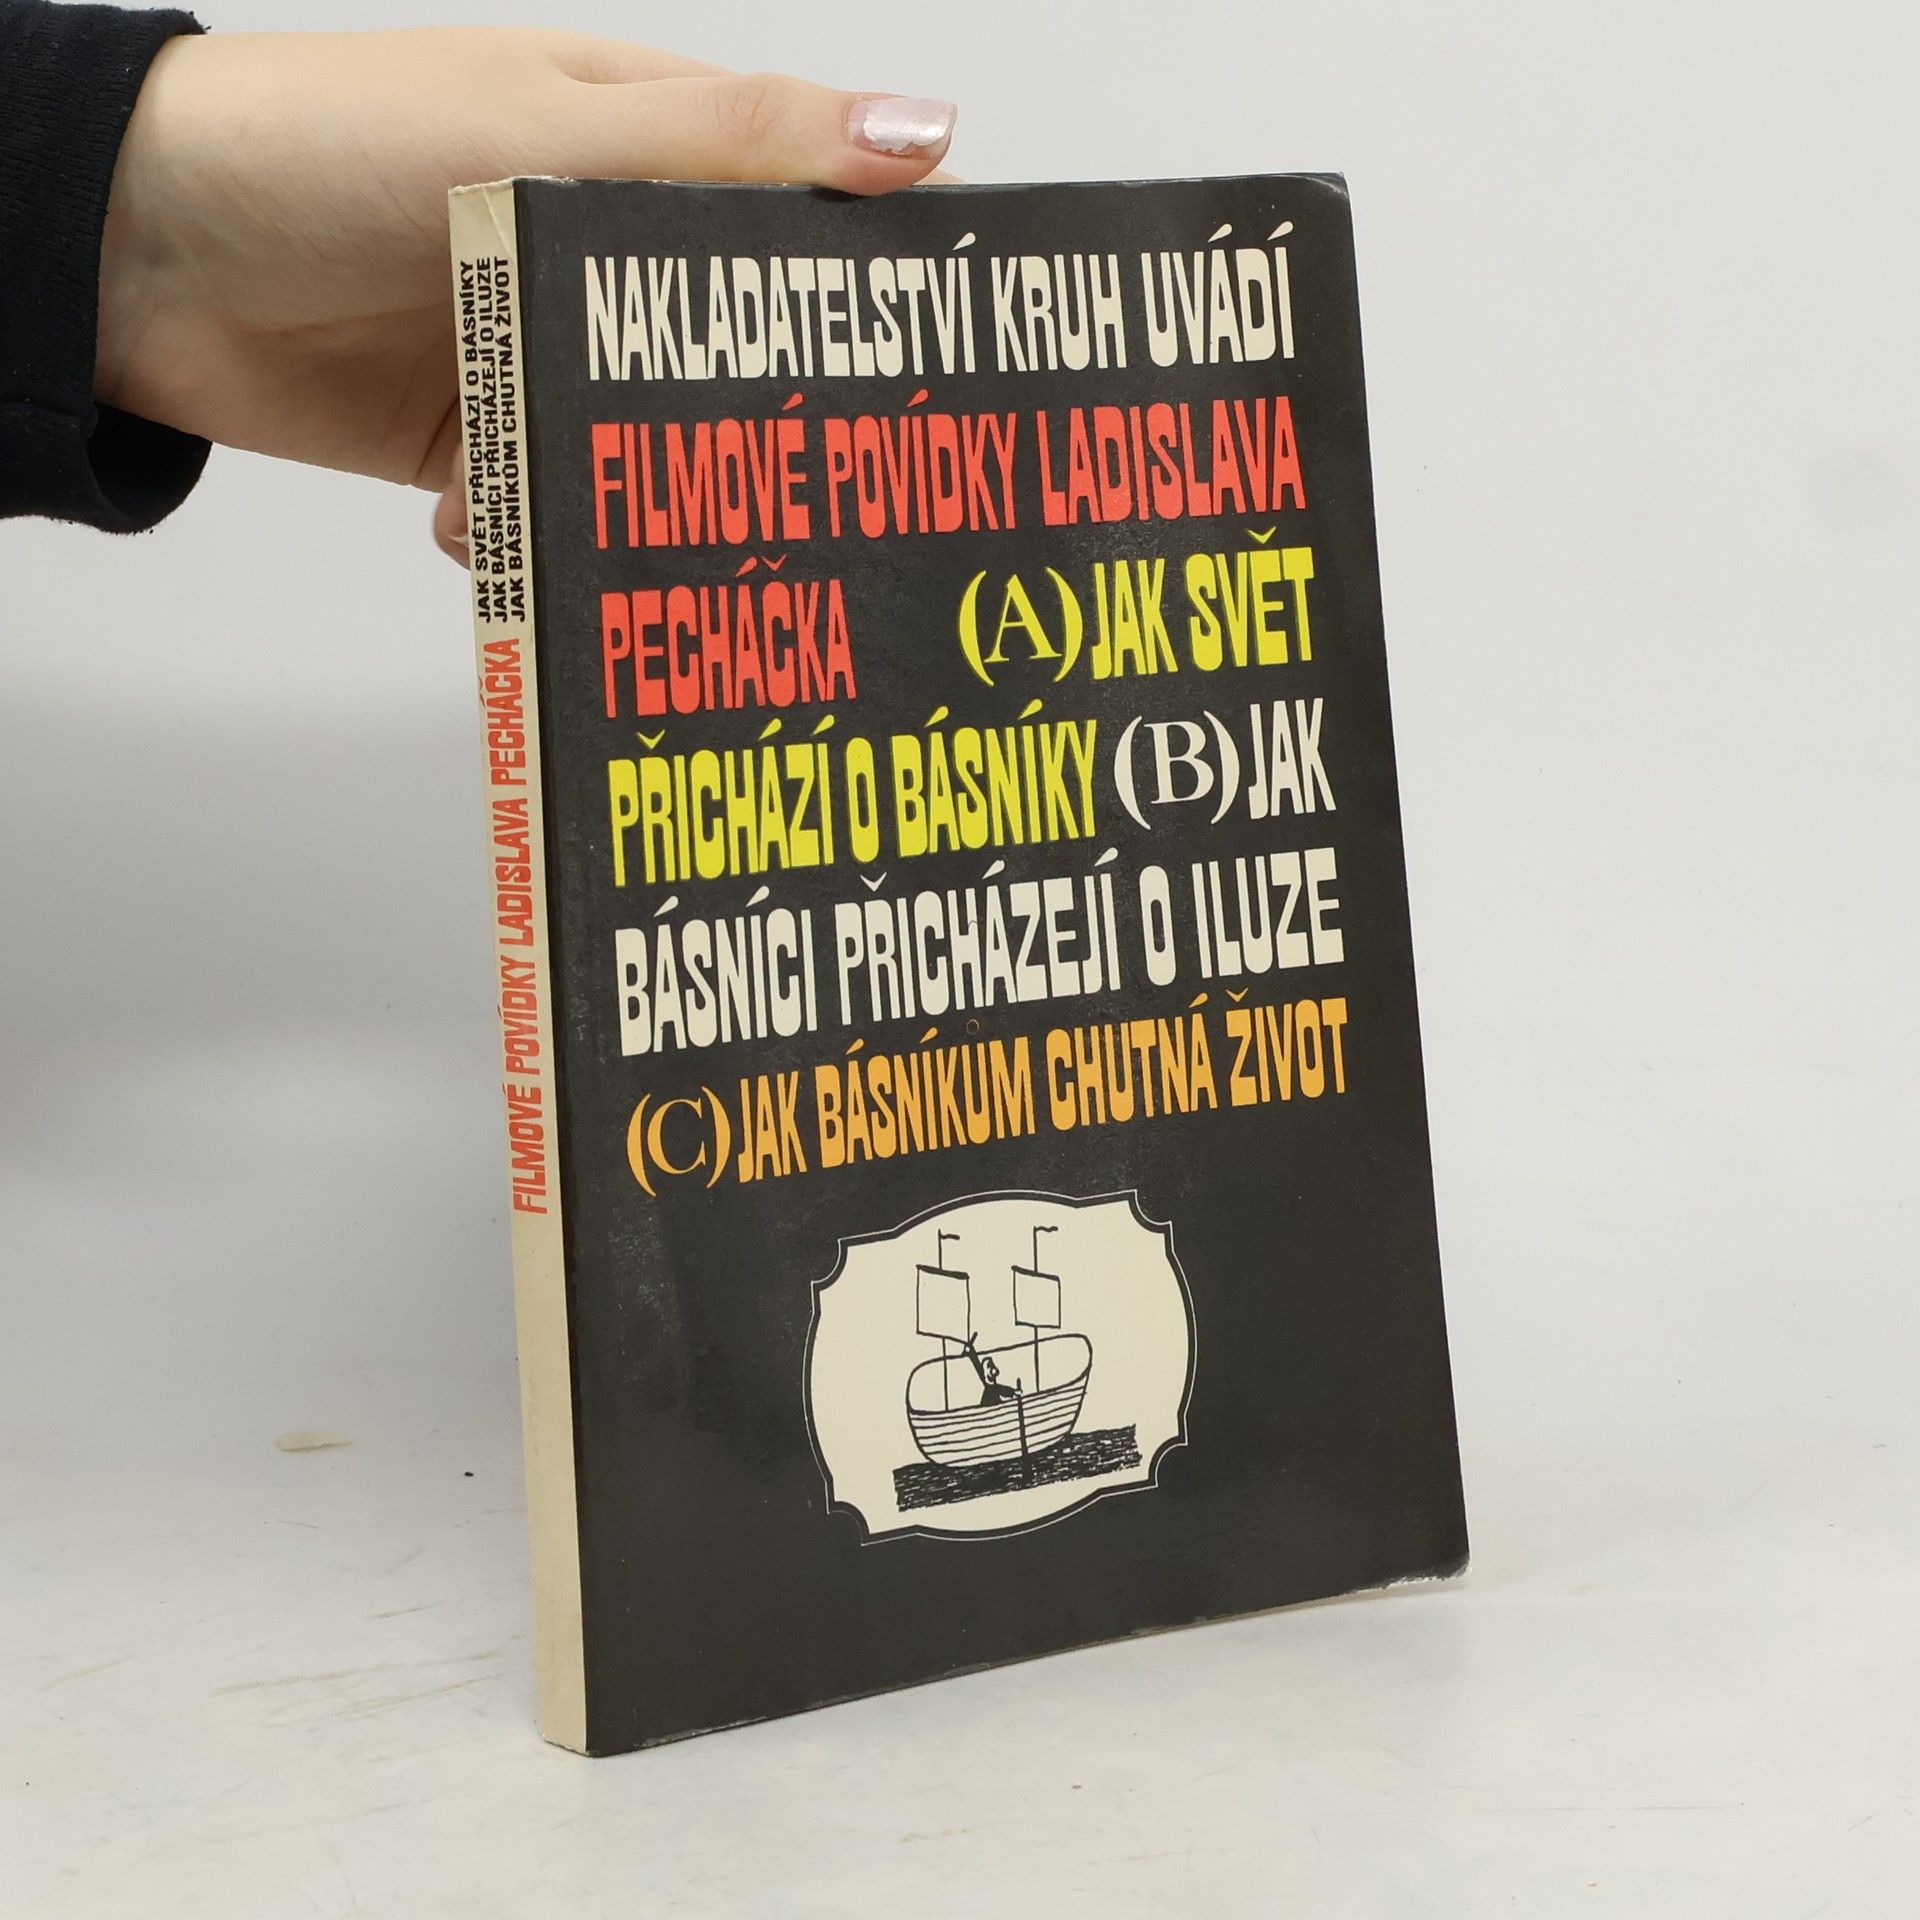 NAKLADATELSTVÍ KRUH UVÁDÍ
FILMOVÉ POVÍDKY LADISLAVA
PECHÁČKA (A) JAK SVĚT
PŘICHÁZÍ O BÁSNÍKY (B) JAK
BÁSNÍCI PŘICHÁZEJÍ O ILUZE
(C) JAK BÁSNÍKŮM CHUTNÁ ŽIVOT
FILMOVÉ POVÍDKY LADISLAVA PECHÁČKA
JAK SVĚT PŘICHÁZÍ O BÁSNÍKY
JAK BÁSNÍCI PŘICHÁZEJÍ O ILUZE
JAK BÁSNÍKŮM CHUTNÁ ŽIVOT